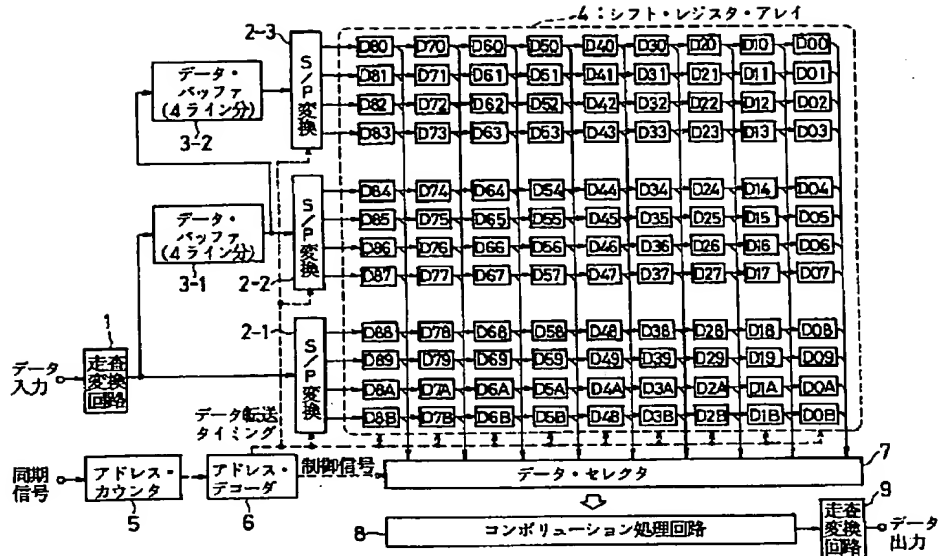 4：シフト・レジスタ・アレイ
2-3
S/P変換
データ・
バッファ
(4ライン分)
3-2
D80 D70 D60 D50 D40 D30 D20 D10 D00
D81 D71 D61 D51 D41 D31 D21 D11 D01
D82 D72 D62 D52 D42 D32 D22 D12 D02
D83 D73 D63 D53 D43 D33 D23 D13 D03
データ・
バッファ
(4ライン分)
3-1
S/P変換
2-2
D84 D74 D64 D54 D44 D34 D24 D14 D04
D85 D75 D65 D55 D45 D35 D25 D15 D05
D86 D76 D66 D56 D46 D36 D26 D16 D06
D87 D77 D67 D57 D47 D37 D27 D17 D07
2-1
S/P変換
D88 D78 D68 D58 D48 D38 D28 D18 D08
D89 D79 D69 D59 D49 D39 D29 D19 D09
D8A D7A D6A D5A D4A D3A D2A D1A D0A
D8B D7B D6B D5B D4B D3B D2B D1B D0B
1
データ
入力
走査
変換
回路
データ転送
タイミング
同期
信号
アドレス・
カウンタ
5
アドレス・
デコーダ
6
制御信号
データ・セレクタ
7
8
コンボリューション処理回路
9
走査
変換
回路
データ
出力